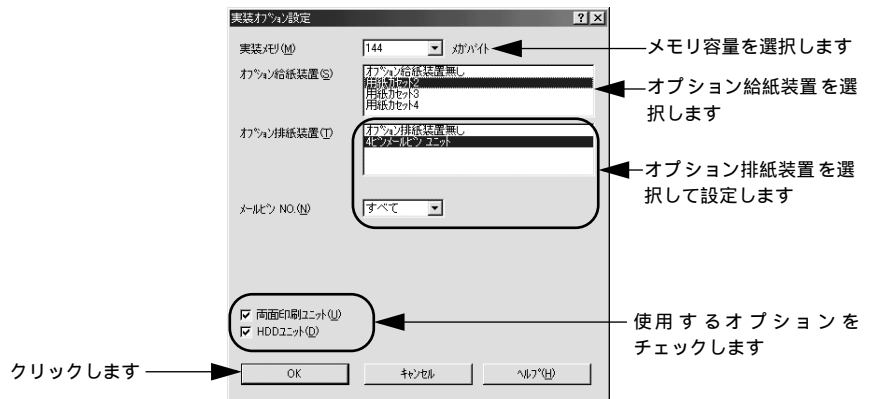 実装ｵﾌﾟｼｮﾝ設定
実装ﾒﾓﾘ(M) 144 ﾒｶﾞﾊﾞｲﾄ
メモリ容量を選択します
ｵﾌﾟｼｮﾝ給紙装置(S)
ｵﾌﾟｼｮﾝ給紙装置無し
用紙ｶｾｯﾄ2
用紙ｶｾｯﾄ3
用紙ｶｾｯﾄ4
オプション給紙装置を選
択します
ｵﾌﾟｼｮﾝ排紙装置(T)
ｵﾌﾟｼｮﾝ排紙装置無し
4ﾋﾞﾝﾒｰﾙﾋﾞﾝ ﾕﾆｯﾄ
オプション排紙装置を選
択して設定します
ﾒｰﾙﾋﾞﾝ NO.(N) すべて
両面印刷ﾕﾆｯﾄ(U)
HDDﾕﾆｯﾄ(D)
使用するオプションを
チェックします
クリックします
OK ｷｬﾝｾﾙ ﾍﾙﾌﾟ(H)